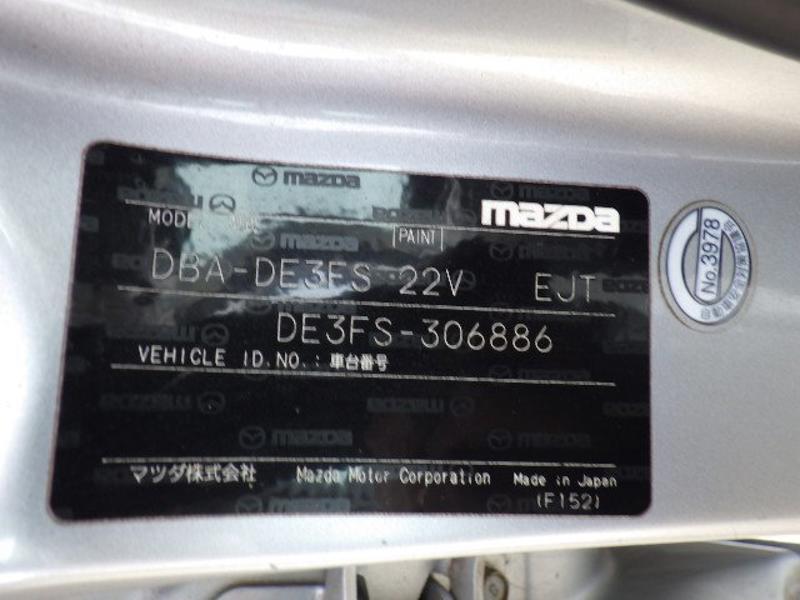 mazda
mazda
MODEL
PAINT
DBA-DE3FS 22V EJT
DE3FS-306886
VEHICLE ID.NO.: 車台番号
マツダ株式会社 Mazda Motor Corporation Made in Japan
(F152)
No.3978